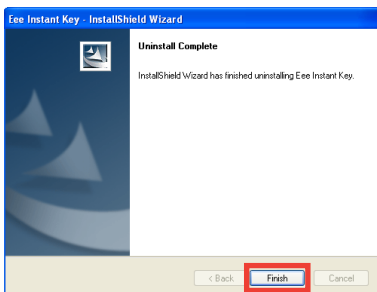 Eee Instant Key - InstallShield Wizard
Uninstall Complete
InstallShield Wizard has finished uninstalling Eee Instant Key.
< Back Finish Cancel